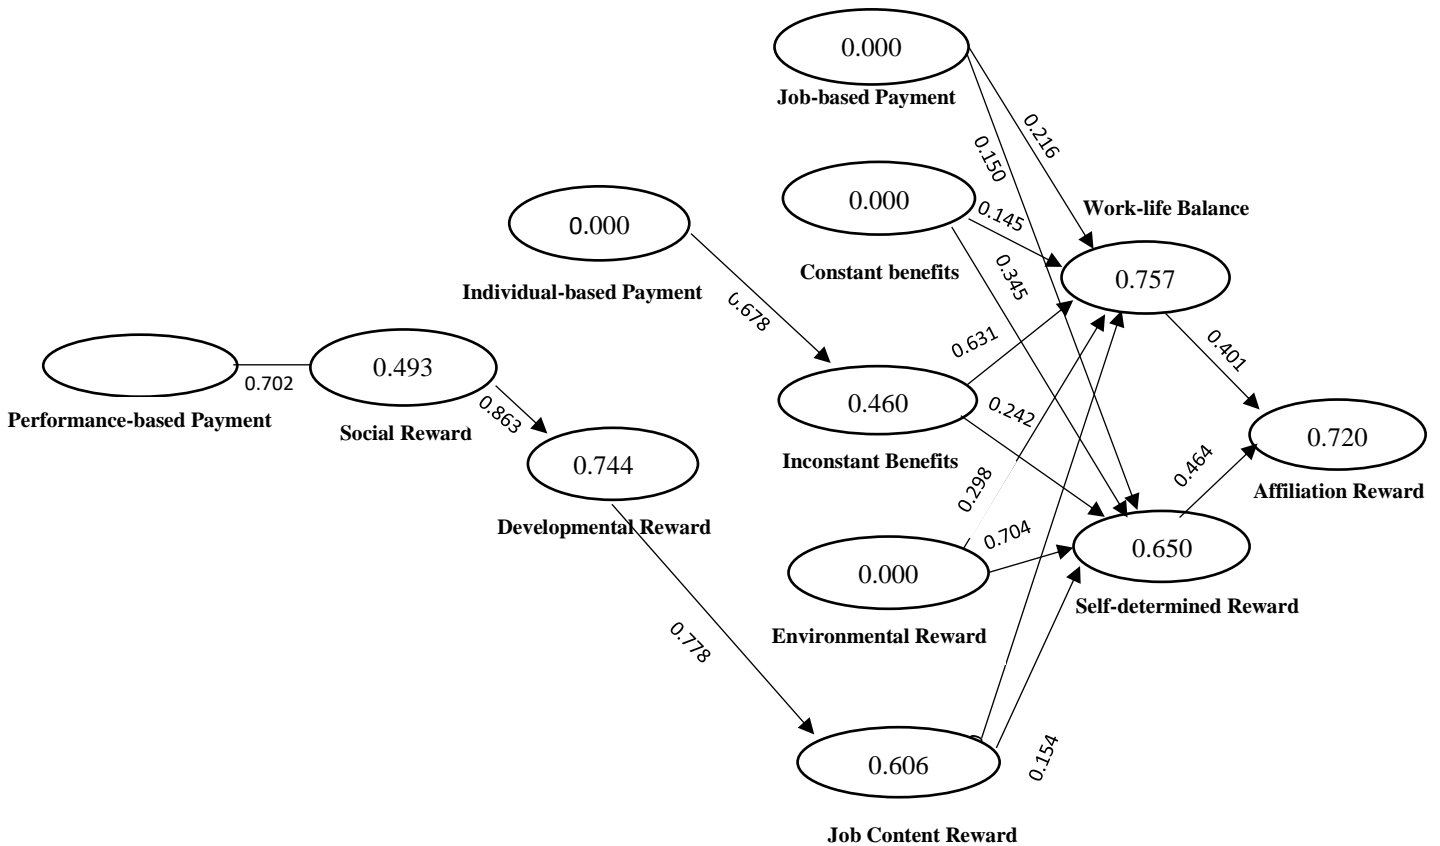 0.000
Job-based Payment
0.216
0.150
0.000
0.145
Work-life Balance
0.000
Constant benefits
0.345
0.757
Individual-based Payment
0.678
0.631
0.401
0.702
0.493
Performance-based Payment
Social Reward
0.863
0.460
0.242
0.720
Inconstant Benefits
0.744
0.298
0.464
Affiliation Reward
Developmental Reward
0.704
0.650
0.000
Self-determined Reward
Environmental Reward
0.778
0.606
0.154
Job Content Reward